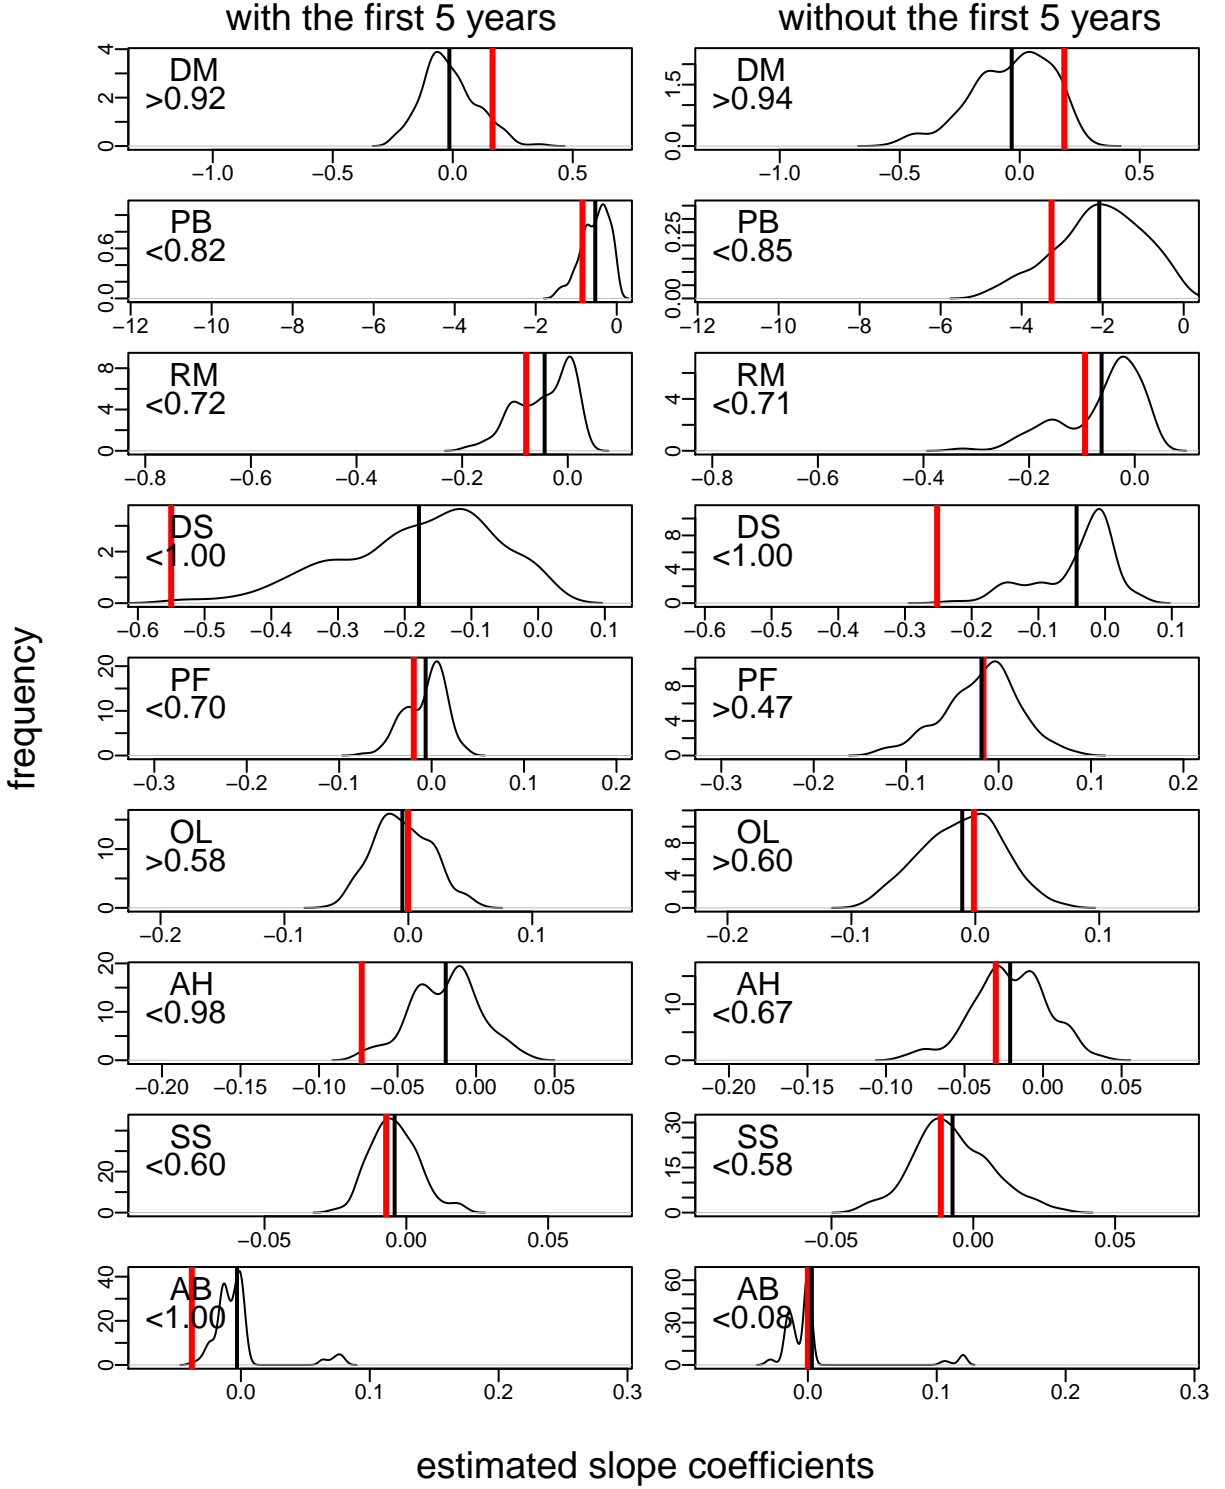 with the first 5 years
without the first 5 years
DM
>0.92
0 2 4
−1.0 −0.5 0.0 0.5
DM
>0.94
0.0 1.5
−1.0 −0.5 0.0 0.5
PB
<0.82
0.0 0.6
−12 −10 −8 −6 −4 −2 0
PB
<0.85
0.00 0.25
−12 −10 −8 −6 −4 −2 0
RM
<0.72
0 4 8
−0.8 −0.6 −0.4 −0.2 0.0
RM
<0.71
0 4
−0.8 −0.6 −0.4 −0.2 0.0
DS
<1.00
0 2
−0.6 −0.5 −0.4 −0.3 −0.2 −0.1 0.0 0.1
DS
<1.00
0 4 8
−0.6 −0.5 −0.4 −0.3 −0.2 −0.1 0.0 0.1
PF
<0.70
0 10 20
−0.3 −0.2 −0.1 0.0 0.1 0.2
PF
>0.47
0 4 8
−0.3 −0.2 −0.1 0.0 0.1 0.2
OL
>0.58
0 10
−0.2 −0.1 0.0 0.1
OL
>0.60
0 4 8
−0.2 −0.1 0.0 0.1
AH
<0.98
0 10 20
−0.20 −0.15 −0.10 −0.05 0.00 0.05
AH
<0.67
0 10
−0.20 −0.15 −0.10 −0.05 0.00 0.05
SS
<0.60
0 20
−0.05 0.00 0.05
SS
<0.58
0 15 30
−0.05 0.00 0.05
AB
<1.00
0 20 40
0.0 0.1 0.2 0.3
AB
<0.08
0 30 60
0.0 0.1 0.2 0.3
frequency
estimated slope coefficients